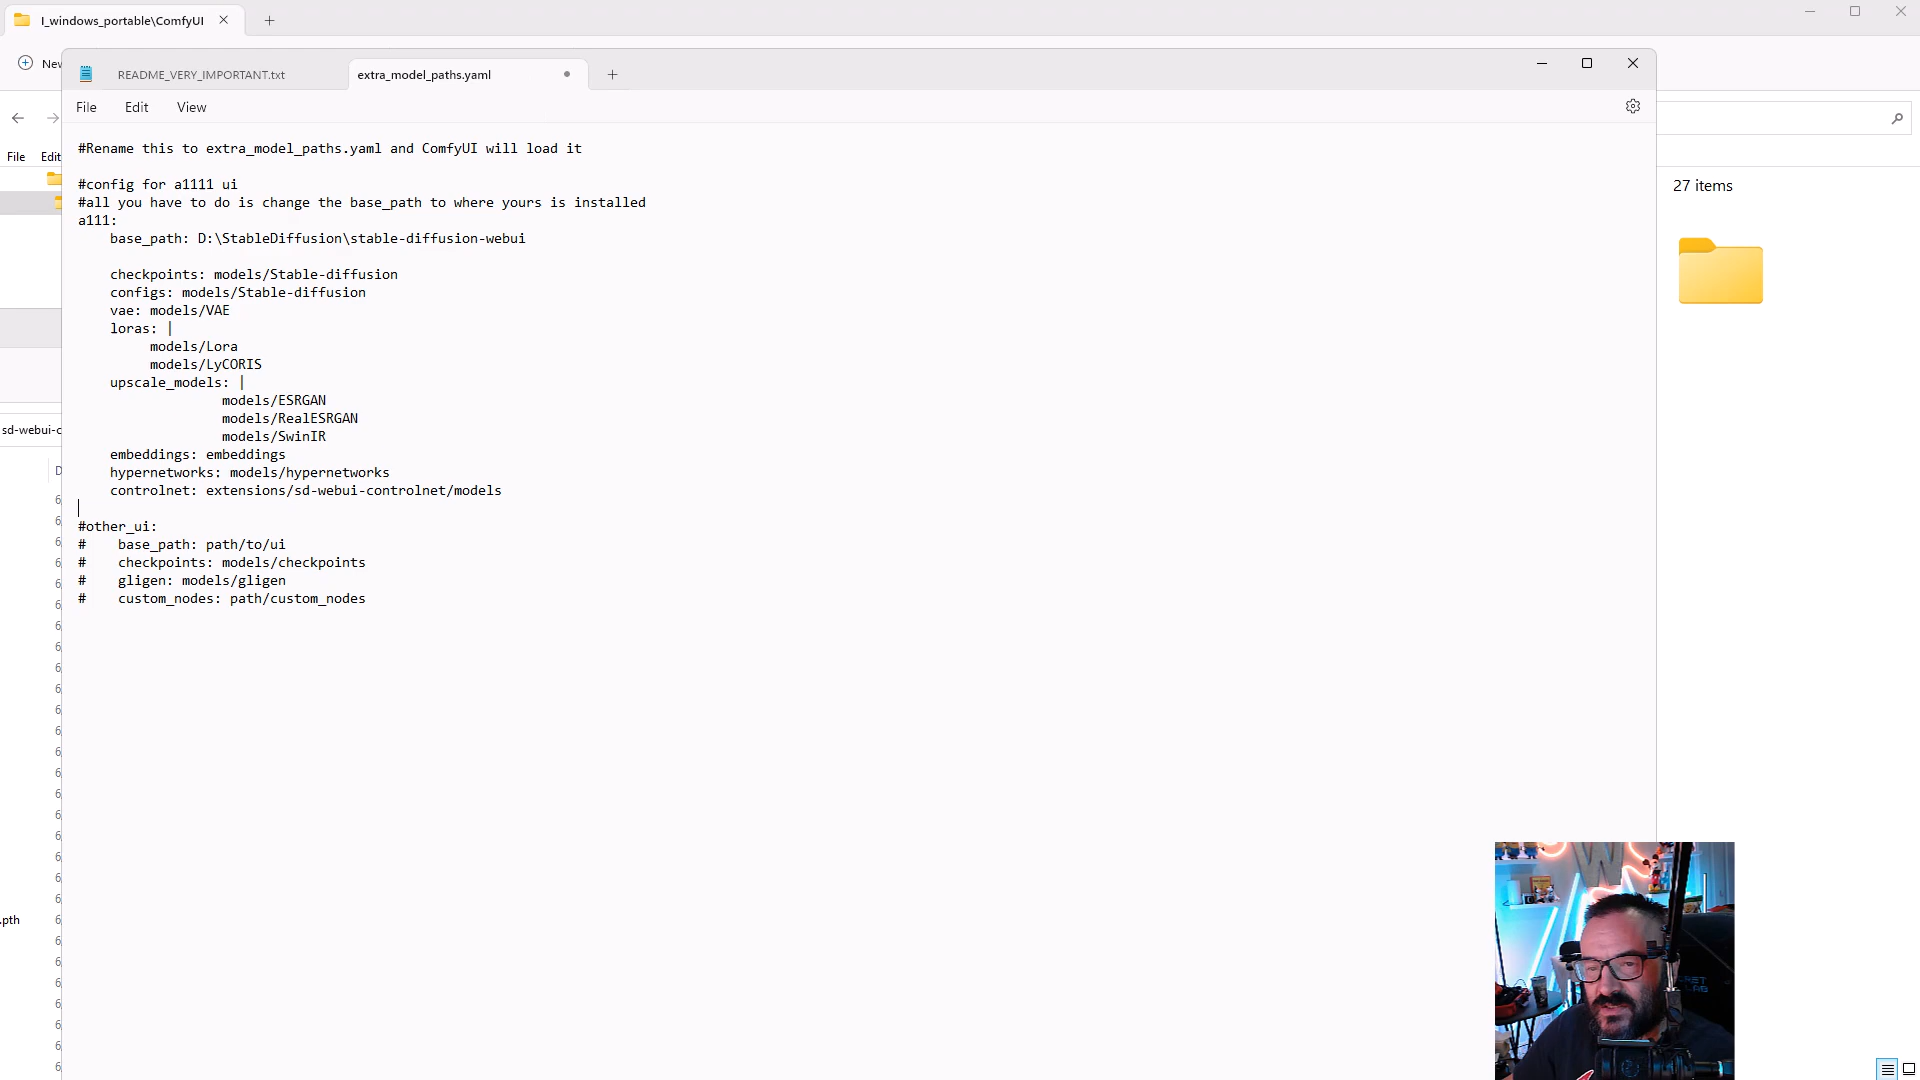 I_windows_portable\ComfyUI
New
README_VERY_IMPORTANT.txt
extra_model_paths.yaml
File Edit View
File Edit
27 items
#Rename this to extra_model_paths.yaml and ComfyUI will load it
#config for a1111 ui
#all you have to do is change the base_path to where yours is installed
a111:
base_path: D:\StableDiffusion\stable-diffusion-webui
checkpoints: models/Stable-diffusion
configs: models/Stable-diffusion
vae: models/VAE
loras: |
models/Lora
models/LyCORIS
upscale_models: |
models/ESRGAN
models/RealESRGAN
models/SwinIR
sd-webui-c
embeddings: embeddings
hypernetworks: models/hypernetworks
D
controlnet: extensions/sd-webui-controlnet/models
#other_ui:
# base_path: path/to/ui
# checkpoints: models/checkpoints
# gligen: models/gligen
# custom_nodes: path/custom_nodes
.pth